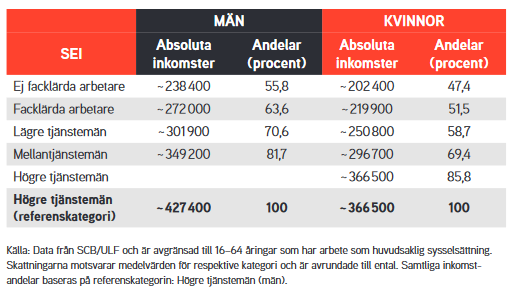 MÄN KVINNOR
SEI Absoluta inkomster Andelar (procent) Absoluta inkomster Andelar (procent)
Ej facklärda arbetare ~238 400 55,8 ~202 400 47,4
Facklärda arbetare ~272 000 63,6 ~219 900 51,5
Lägre tjänstemän ~301 900 70,6 ~250 800 58,7
Mellantjänstemän ~349 200 81,7 ~296 700 69,4
Högre tjänstemän ~366 500 85,8
Högre tjänstemän
(referenskategori) ~427 400 100 ~366 500 100
Källa: Data från SCB/ULF och är avgränsad till 16–64 åringar som har arbete som huvudsaklig sysselsättning.
Skattningarna motsvarar medelvärden för respektive kategori och är avrundade till ental. Samtliga inkomst-
andelar baseras på referenskategorin: Högre tjänstemän (män).